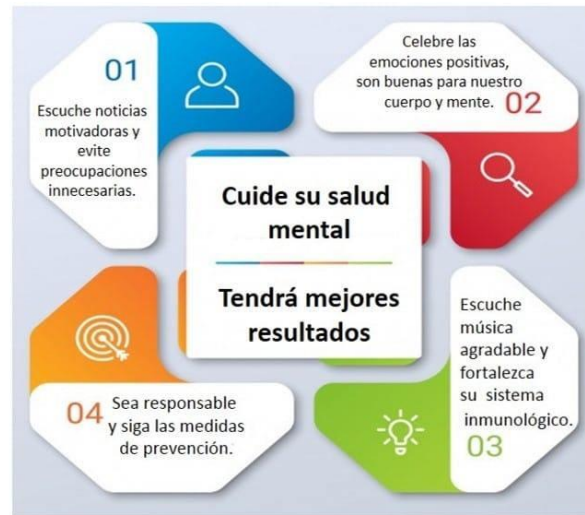 01
Escuche noticias
motivadoras y
evite
preocupaciones
innecesarias.
Celebre las
emociones positivas,
son buenas para nuestro
cuerpo y mente. 02
Cuide su salud
mental
Tendrá mejores
resultados
Escuche
música
agradable y
fortalezca
su sistema
inmunológico.
03
04 Sea responsable
y siga las medidas
de prevención.